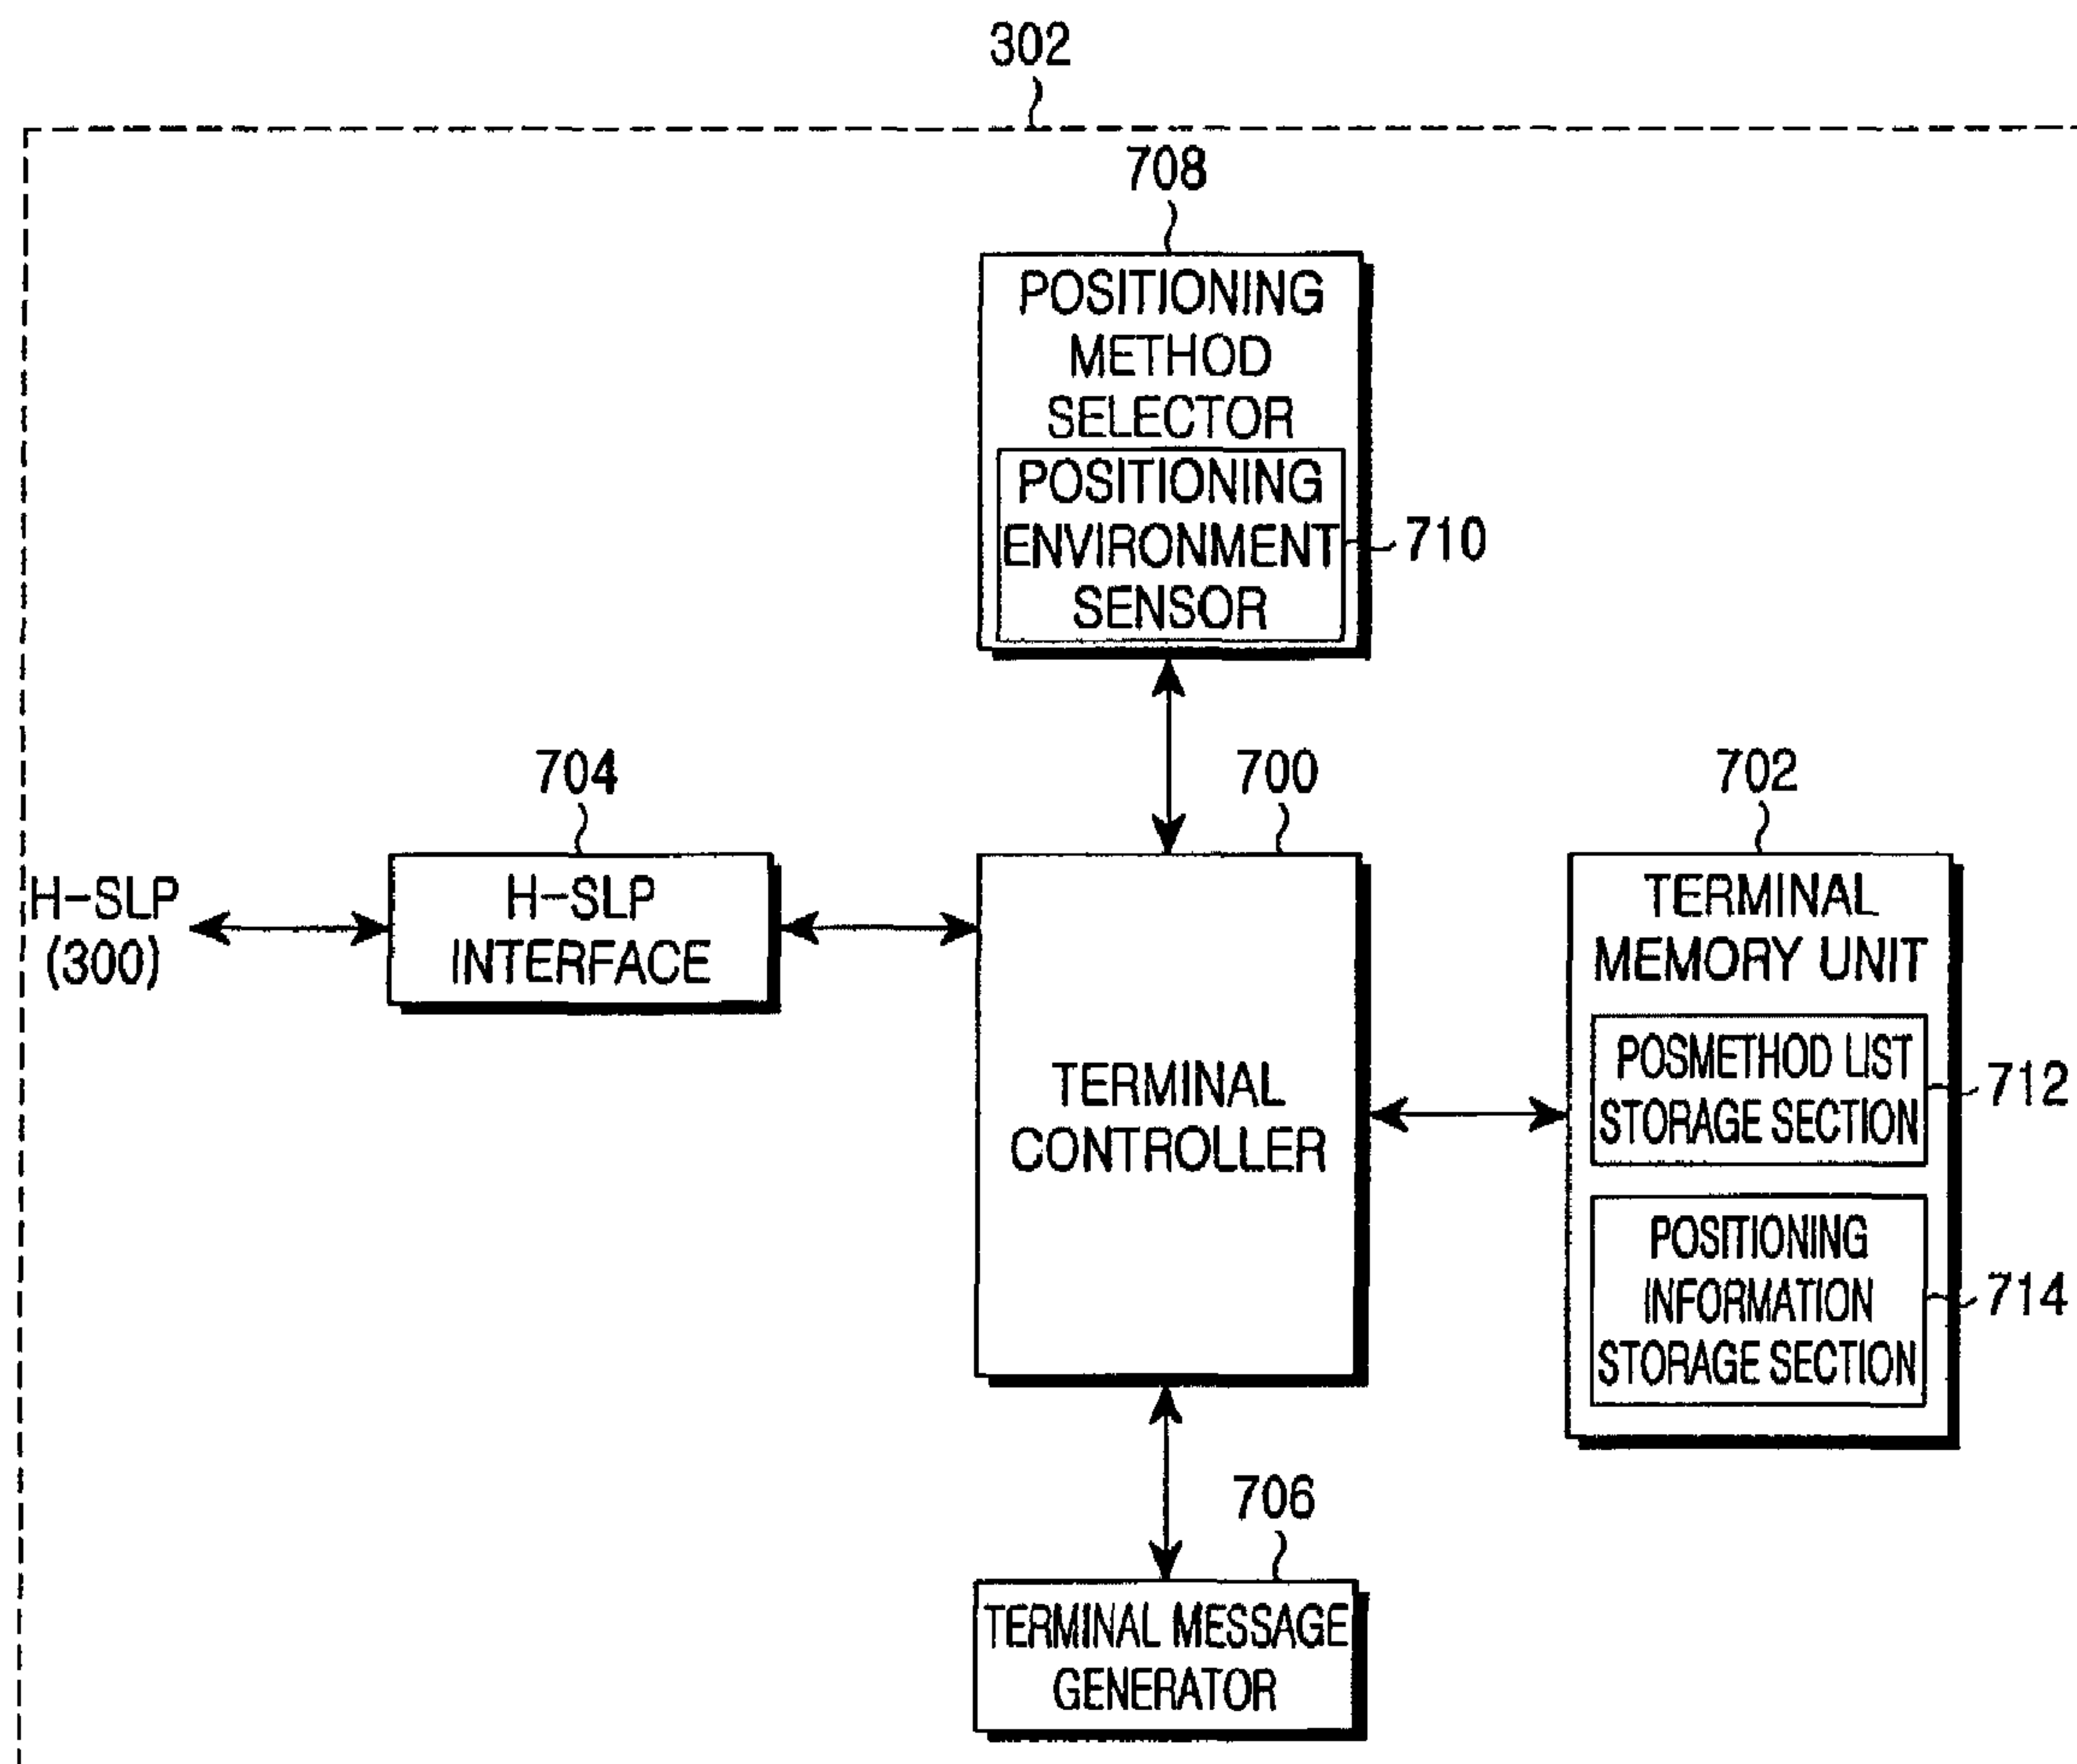 302
708
POSITIONING
METHOD
SELECTOR
POSITIONING
ENVIRONMENT
SENSOR
710
704
700
702
H-SLP
(300)
H-SLP
INTERFACE
TERMINAL
CONTROLLER
TERMINAL
MEMORY UNIT
POSMETHOD LIST
STORAGE SECTION
712
POSITIONING
INFORMATION
STORAGE SECTION
714
706
TERMINAL MESSAGE
GENERATOR